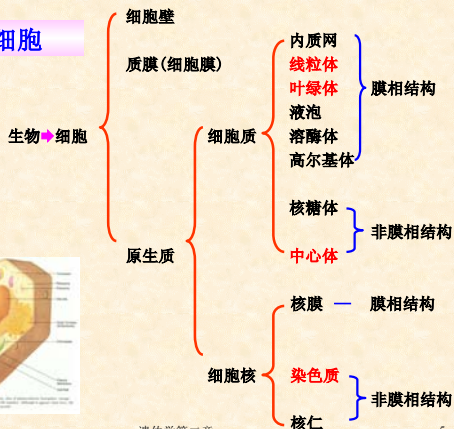 细胞
细胞壁
质膜(细胞膜)
生物➡细胞
原生质
细胞质
内质网
线粒体
叶绿体
液泡
溶酶体
高尔基体
膜相结构
核糖体
中心体
非膜相结构
细胞核
核膜 — 膜相结构
染色质
核仁
非膜相结构